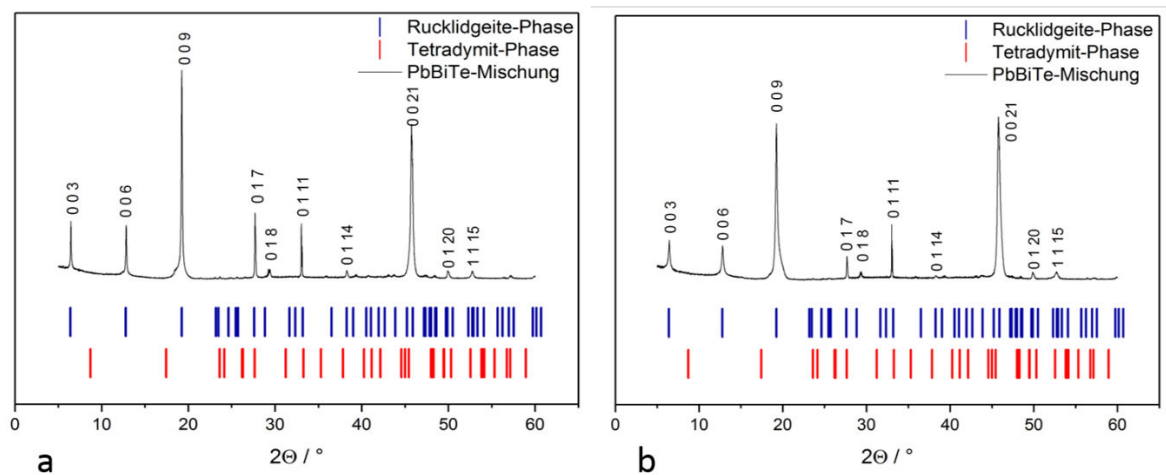 Rucklidgeite-Phase
Tetradymit-Phase
PbBiTe-Mischung
0 0 3
0 0 6
0 0 9
0 1 7
0 1 8
0 1 11
0 1 14
0 0 21
0 1 20
1 1 15
0 10 20 30 40 50 60
2Θ / °
a
Rucklidgeite-Phase
Tetradymit-Phase
PbBiTe-Mischung
0 0 3
0 0 6
0 0 9
0 1 7
0 1 8
0 1 11
0 1 14
0 0 21
0 1 20
1 1 15
0 10 20 30 40 50 60
2Θ / °
b